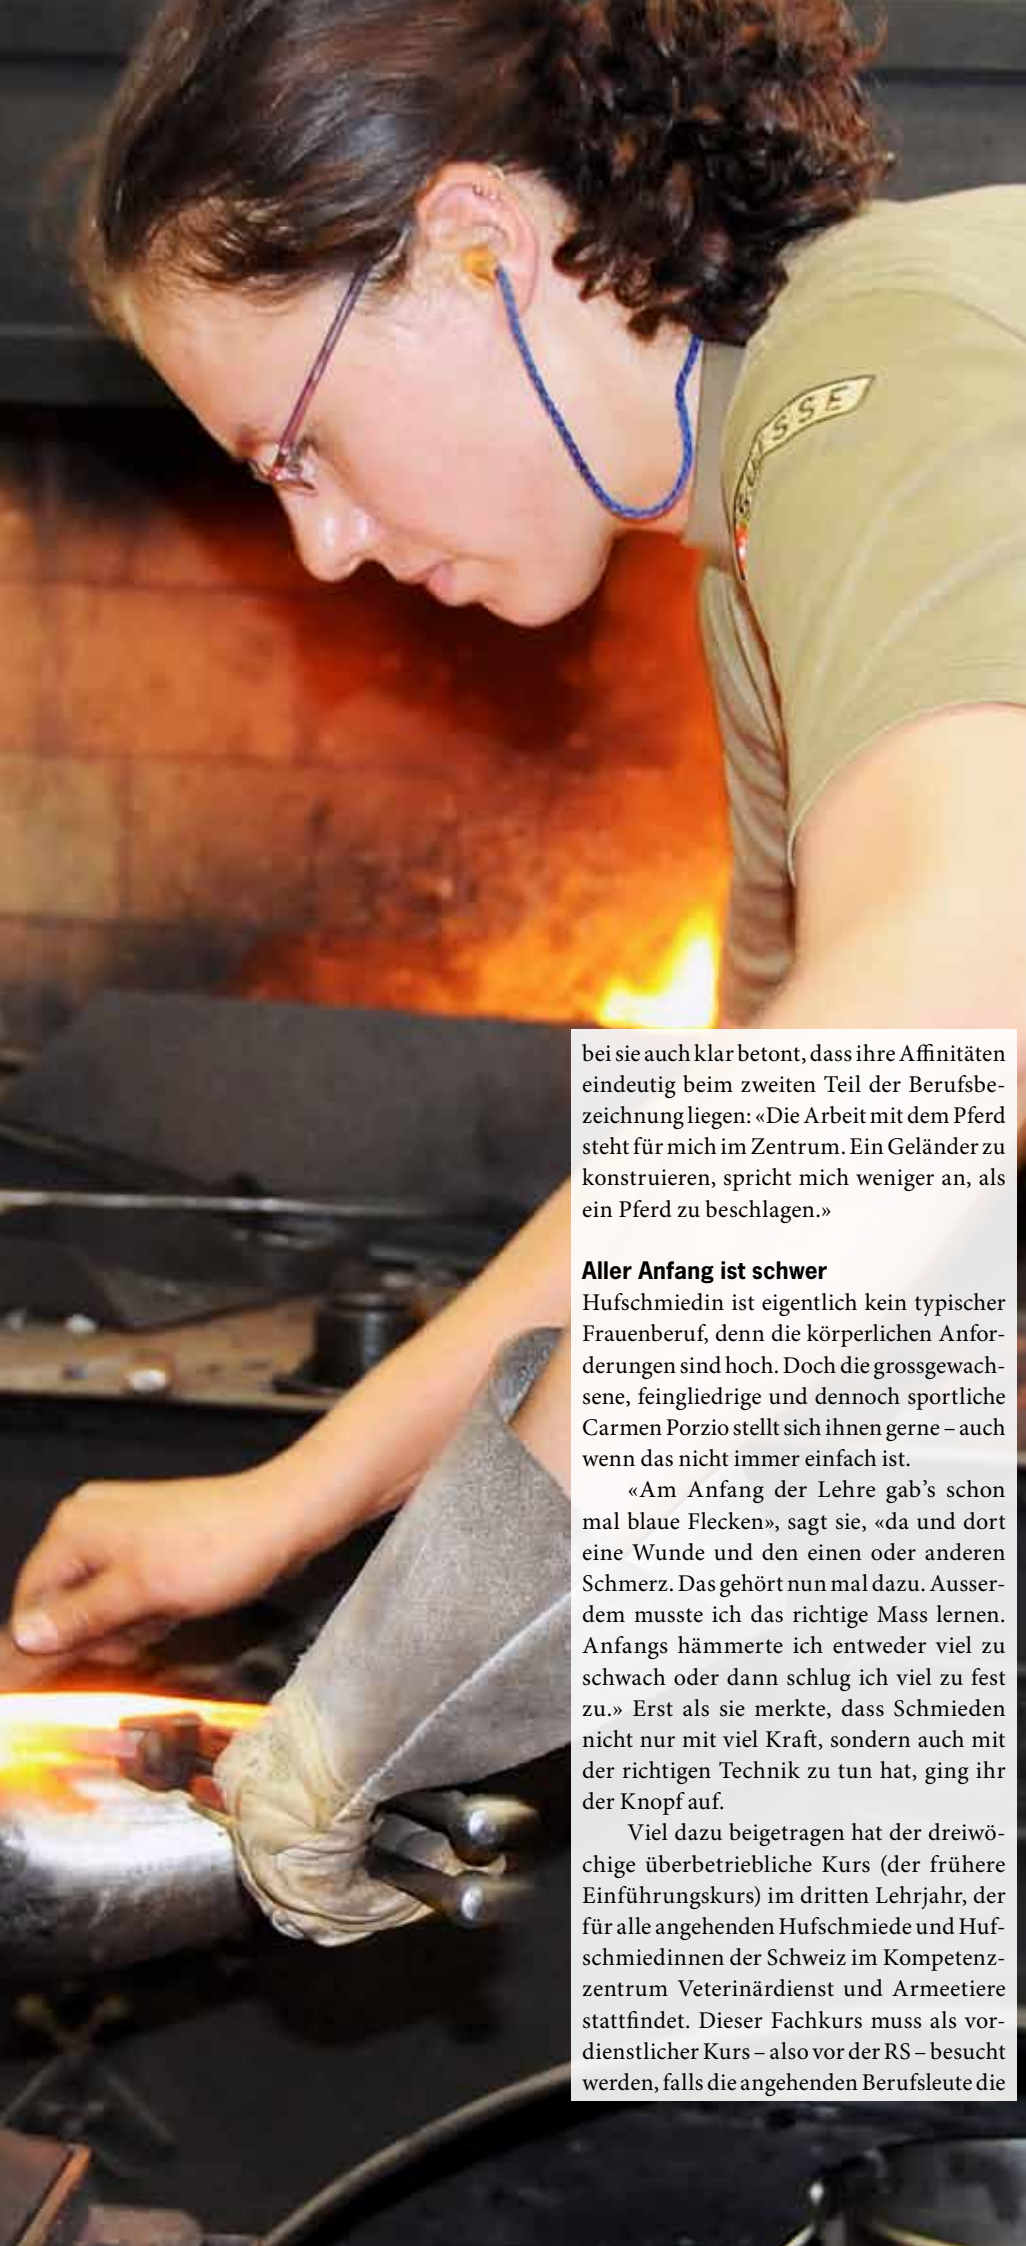 SUISSE
bei sie auch klar betont, dass ihre Affinitäten
eindeutig beim zweiten Teil der Berufsbe-
zeichnung liegen: «Die Arbeit mit dem Pferd
steht für mich im Zentrum. Ein Geländer zu
konstruieren, spricht mich weniger an, als
ein Pferd zu beschlagen.»
Aller Anfang ist schwer
Hufschmiedin ist eigentlich kein typischer
Frauenberuf, denn die körperlichen Anfor-
derungen sind hoch. Doch die grossgewach-
sene, feingliedrige und dennoch sportliche
Carmen Porzio stellt sich ihnen gerne – auch
wenn das nicht immer einfach ist.
«Am Anfang der Lehre gab’s schon
mal blaue Flecken», sagt sie, «da und dort
eine Wunde und den einen oder anderen
Schmerz. Das gehört nun mal dazu. Ausser-
dem musste ich das richtige Mass lernen.
Anfangs hämmerte ich entweder viel zu
schwach oder dann schlug ich viel zu fest
zu.» Erst als sie merkte, dass Schmieden
nicht nur mit viel Kraft, sondern auch mit
der richtigen Technik zu tun hat, ging ihr
der Knopf auf.
Viel dazu beigetragen hat der dreiwö-
chige überbetriebliche Kurs (der frühere
Einführungskurs) im dritten Lehrjahr, der
für alle angehenden Hufschmiede und Huf-
schmiedinnen der Schweiz im Kompetenz-
zentrum Veterinärdienst und Armeetiere
stattfindet. Dieser Fachkurs muss als vor-
dienstlicher Kurs – also vor der RS – besucht
werden, falls die angehenden Berufsleute die